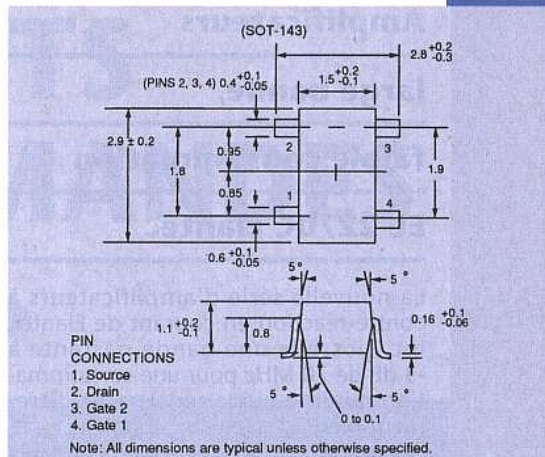 (SOT-143)
2.8 +0.2 -0.3
1.5 +0.2 -0.1
(PINS 2, 3, 4) 0.4 +0.1 -0.05
2.9 ± 0.2
2
3
0.95
1.8
1.9
0.85
1
4
0.6 +0.1 -0.05
5° 5°
1.1 +0.2 -0.1
0.8
0.16 +0.1 -0.06
5° 5°
0 to 0.1
PIN
CONNECTIONS
1. Source
2. Drain
3. Gate 2
4. Gate 1
Note: All dimensions are typical unless otherwise specified.